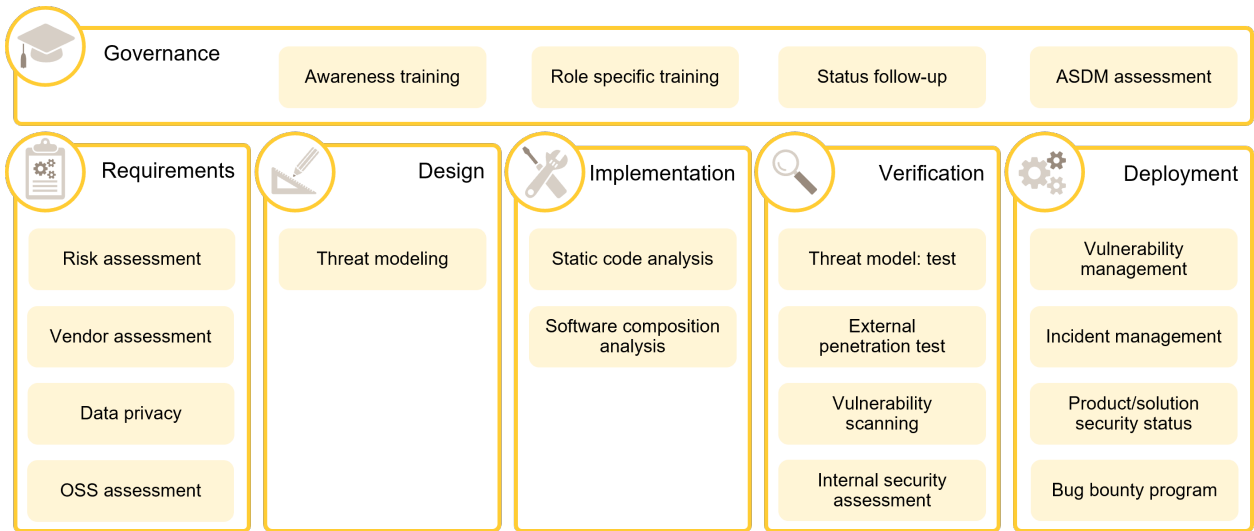 Governance
Awareness training
Role specific training
Status follow-up
ASDM assessment
Requirements
Risk assessment
Vendor assessment
Data privacy
OSS assessment
Design
Threat modeling
Implementation
Static code analysis
Software composition
analysis
Verification
Threat model: test
External
penetration test
Vulnerability
scanning
Internal security
assessment
Deployment
Vulnerability
management
Incident management
Product/solution
security status
Bug bounty program